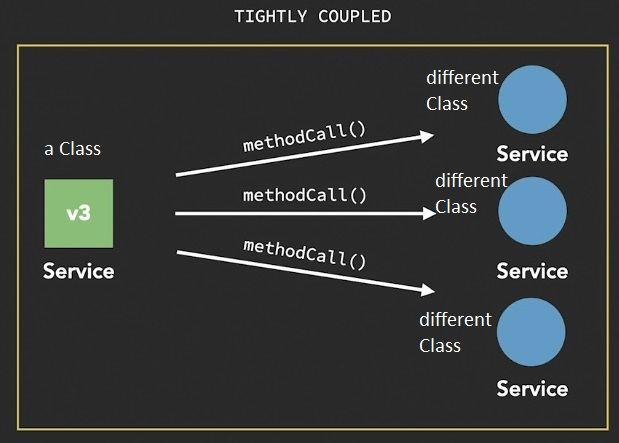 TIGHTLY COUPLED
different
Class
Service
methodCall()
a Class
v3
Service
methodCall()
different
Class
Service
methodCall()
different
Class
Service